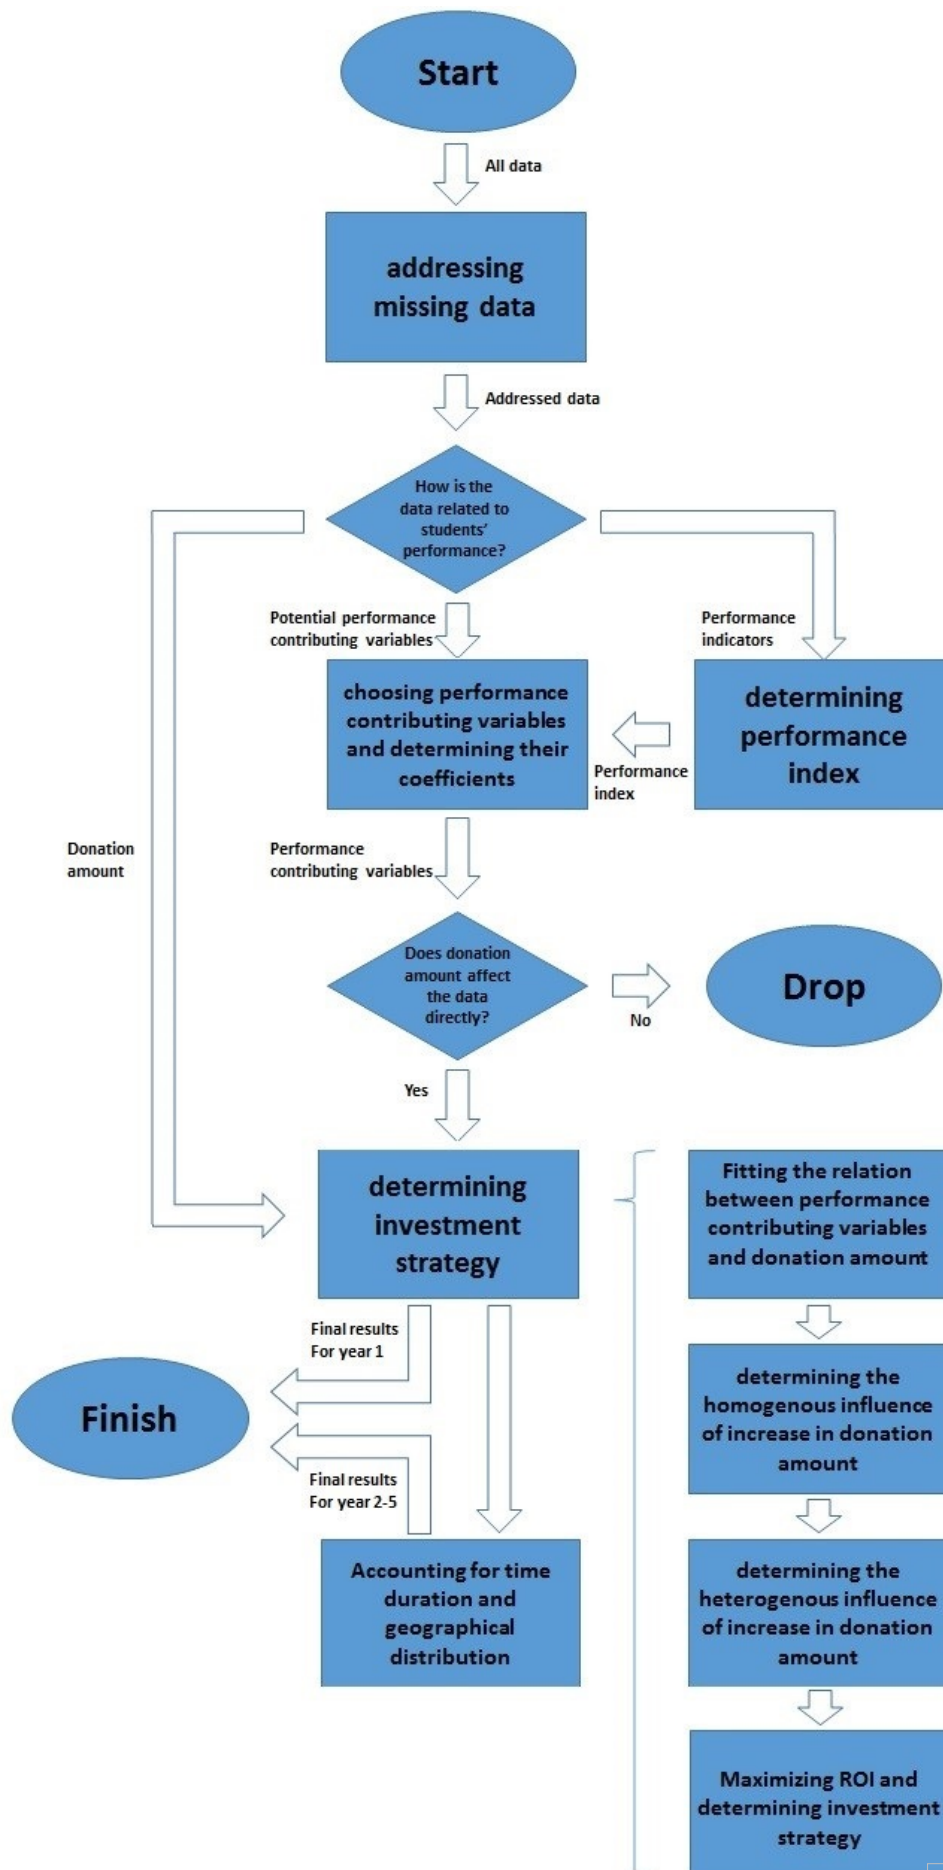 Start
All data
addressing
missing data
Addressed data
How is the
data related to
students'
performance?
Potential performance
contributing variables
Performance
indicators
choosing performance
contributing variables
and determining their
coefficients
determining
performance
index
Performance
index
Donation
amount
Performance
contributing variables
Does donation
amount affect
the data
directly?
No
Drop
Yes
determining
investment
strategy
Final results
For year 1
Finish
Final results
For year 2-5
Accounting for time
duration and
geographical
distribution
Fitting the relation
between performance
contributing variables
and donation amount
determining the
homogenous influence
of increase in donation
amount
determining the
heterogenous influence
of increase in donation
amount
Maximizing ROI and
determining investment
strategy